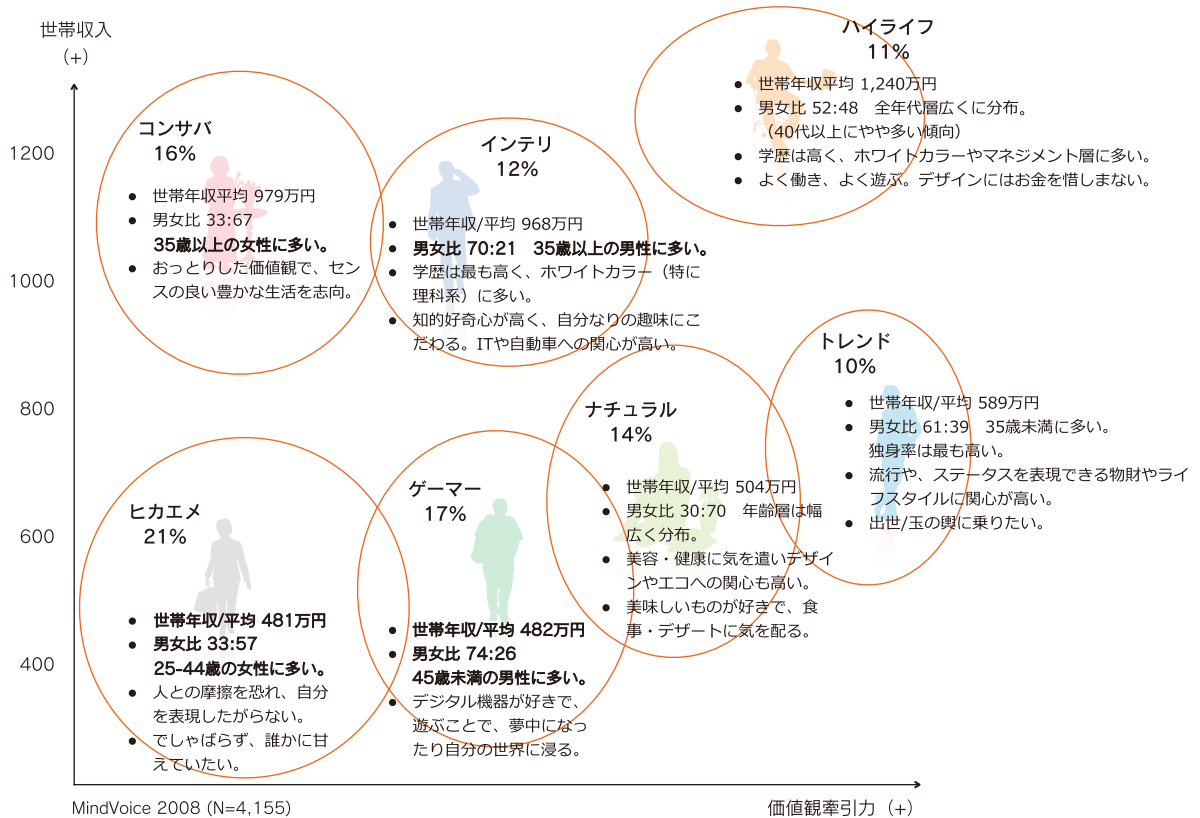 世帯収入
（+）
1200
1000
800
600
400
コンサバ
16%
● 世帯年収平均 979万円
● 男女比 33:67
35歳以上の女性に多い。
● おっとりした価値観で、セン
スの良い豊かな生活を志向。
インテリ
12%
● 世帯年収/平均 968万円
● 男女比 70:21　35歳以上の男性に多い。
● 学歴は最も高く、ホワイトカラー（特に
理科系）に多い。
● 知的好奇心が高く、自分なりの趣味にこ
だわる。ITや自動車への関心が高い。
ハイライフ
11%
● 世帯年収平均 1,240万円
● 男女比 52:48　全年代層広くに分布。
（40代以上にやや多い傾向）
● 学歴は高く、ホワイトカラーやマネジメント層に多い。
● よく働き、よく遊ぶ。デザインにはお金を惜しまない。
トレンド
10%
● 世帯年収/平均 589万円
● 男女比 61:39　35歳未満に多い。
独身率は最も高い。
● 流行や、ステータスを表現できる物財やライ
フスタイルに関心が高い。
● 出世/玉の輿に乗りたい。
ナチュラル
14%
● 世帯年収/平均 504万円
● 男女比 30:70　年齢層は幅
広く分布。
● 美容・健康に気を遣いデザイ
ンやエコへの関心も高い。
● 美味しいものが好きで、食
事・デザートに気を配る。
ヒカエメ
21%
● 世帯年収/平均 481万円
● 男女比 33:57
25-44歳の女性に多い。
● 人との摩擦を恐れ、自分
を表現したがらない。
● でしゃばらず、誰かに甘
えていたい。
ゲーマー
17%
● 世帯年収/平均 482万円
● 男女比 74:26
45歳未満の男性に多い。
● デジタル機器が好きで、
遊ぶことで、夢中になっ
たり自分の世界に浸る。
MindVoice 2008 (N=4,155)
価値観牽引力（+）